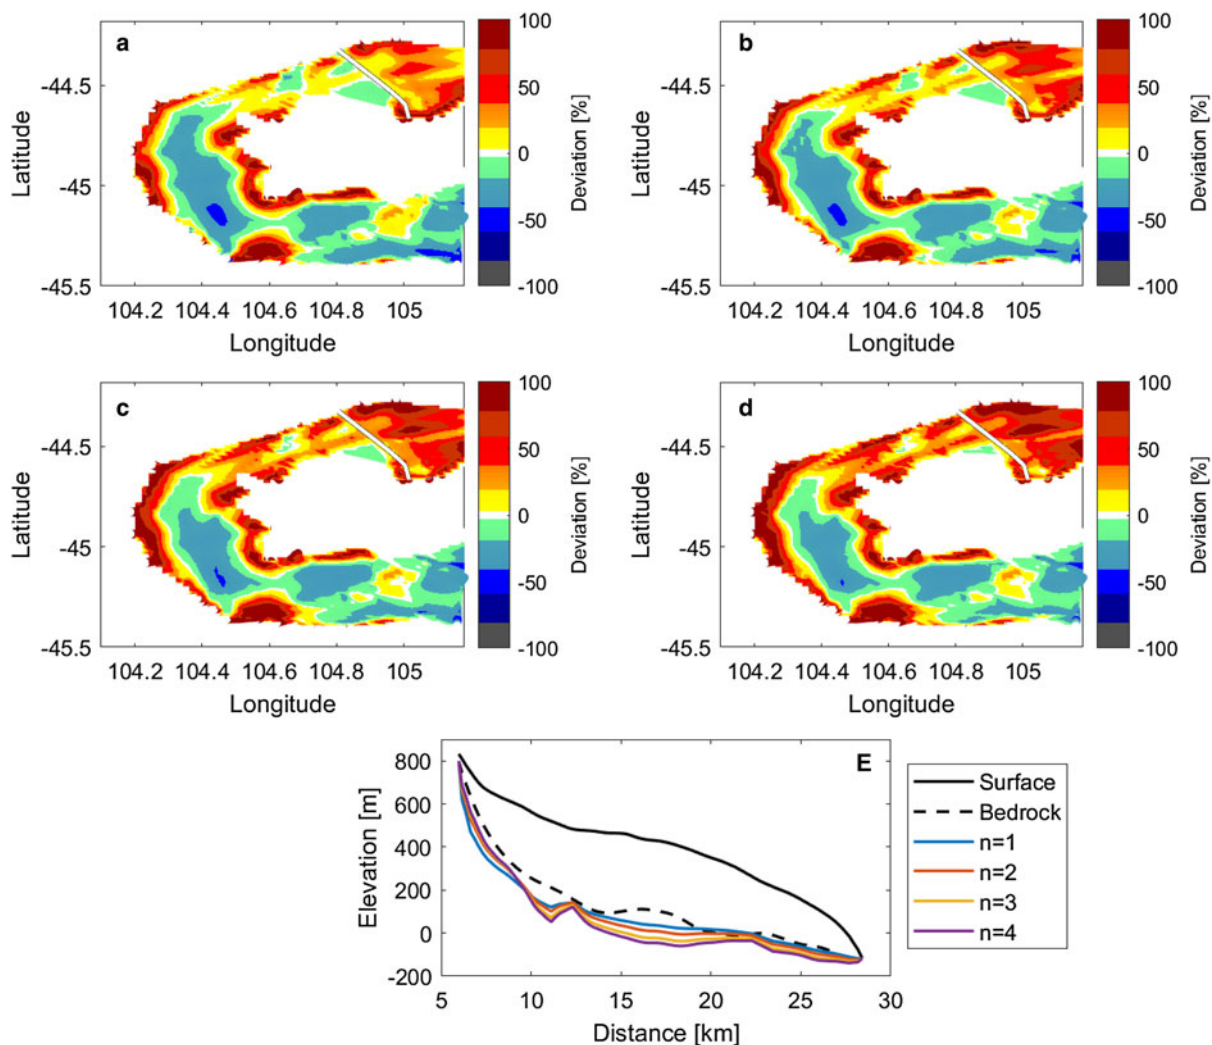 a
Latitude
-44.5
-45
-45.5
104.2 104.4 104.6 104.8 105
Longitude
100
50
0
-50
-100
Deviation [%]
b
Latitude
-44.5
-45
-45.5
104.2 104.4 104.6 104.8 105
Longitude
100
50
0
-50
-100
Deviation [%]
c
Latitude
-44.5
-45
-45.5
104.2 104.4 104.6 104.8 105
Longitude
100
50
0
-50
-100
Deviation [%]
d
Latitude
-44.5
-45
-45.5
104.2 104.4 104.6 104.8 105
Longitude
100
50
0
-50
-100
Deviation [%]
E
Elevation [m]
800
600
400
200
0
-200
5 10 15 20 25 30
Distance [km]
Surface
Bedrock
n=1
n=2
n=3
n=4